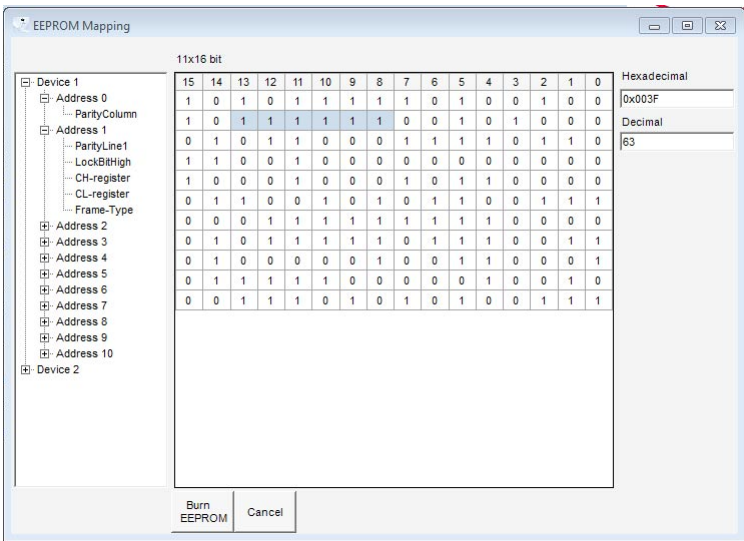 EEPROM Mapping
11x16 bit
Device 1
Address 0
ParityColumn
Address 1
ParityLine1
LockBitHigh
CH-register
CL-register
Frame-Type
Address 2
Address 3
Address 4
Address 5
Address 6
Address 7
Address 8
Address 9
Address 10
Device 2
15 14 13 12 11 10 9 8 7 6 5 4 3 2 1 0
1 0 1 0 1 1 1 1 1 0 1 0 0 1 0 0
1 0 1 1 1 1 1 1 0 0 1 0 1 0 0 0
0 1 0 1 1 0 0 0 1 1 1 1 0 1 1 0
1 1 0 0 1 0 0 0 0 0 0 0 0 0 0 0
1 0 0 0 1 0 0 0 1 0 1 1 0 0 0 0
0 1 1 0 0 1 0 1 0 1 1 0 0 1 1 1
0 0 0 1 1 1 1 1 1 1 1 0 0 0 0 0
0 1 0 1 1 1 1 1 0 1 1 1 0 0 1 1
0 1 0 0 0 0 0 1 0 0 1 1 0 0 0 1
0 1 1 1 1 1 0 0 0 0 0 1 0 0 1 0
0 0 1 1 1 0 1 0 1 0 1 0 0 1 1 1
Hexadecimal
0x003F
Decimal
63
Burn
EEPROM
Cancel